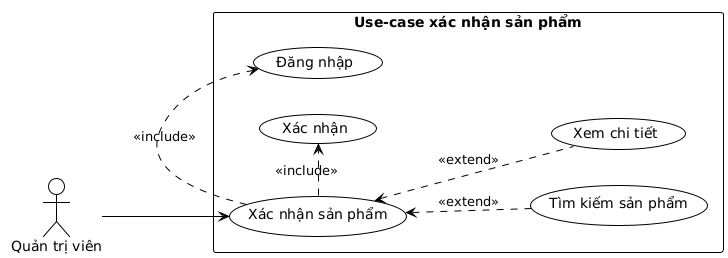 Use-case xác nhận sản phẩm
Đăng nhập
«include»
Xác nhận
Xem chi tiết
«include»
«extend»
Xác nhận sản phẩm
«extend»
Tìm kiếm sản phẩm
Quản trị viên